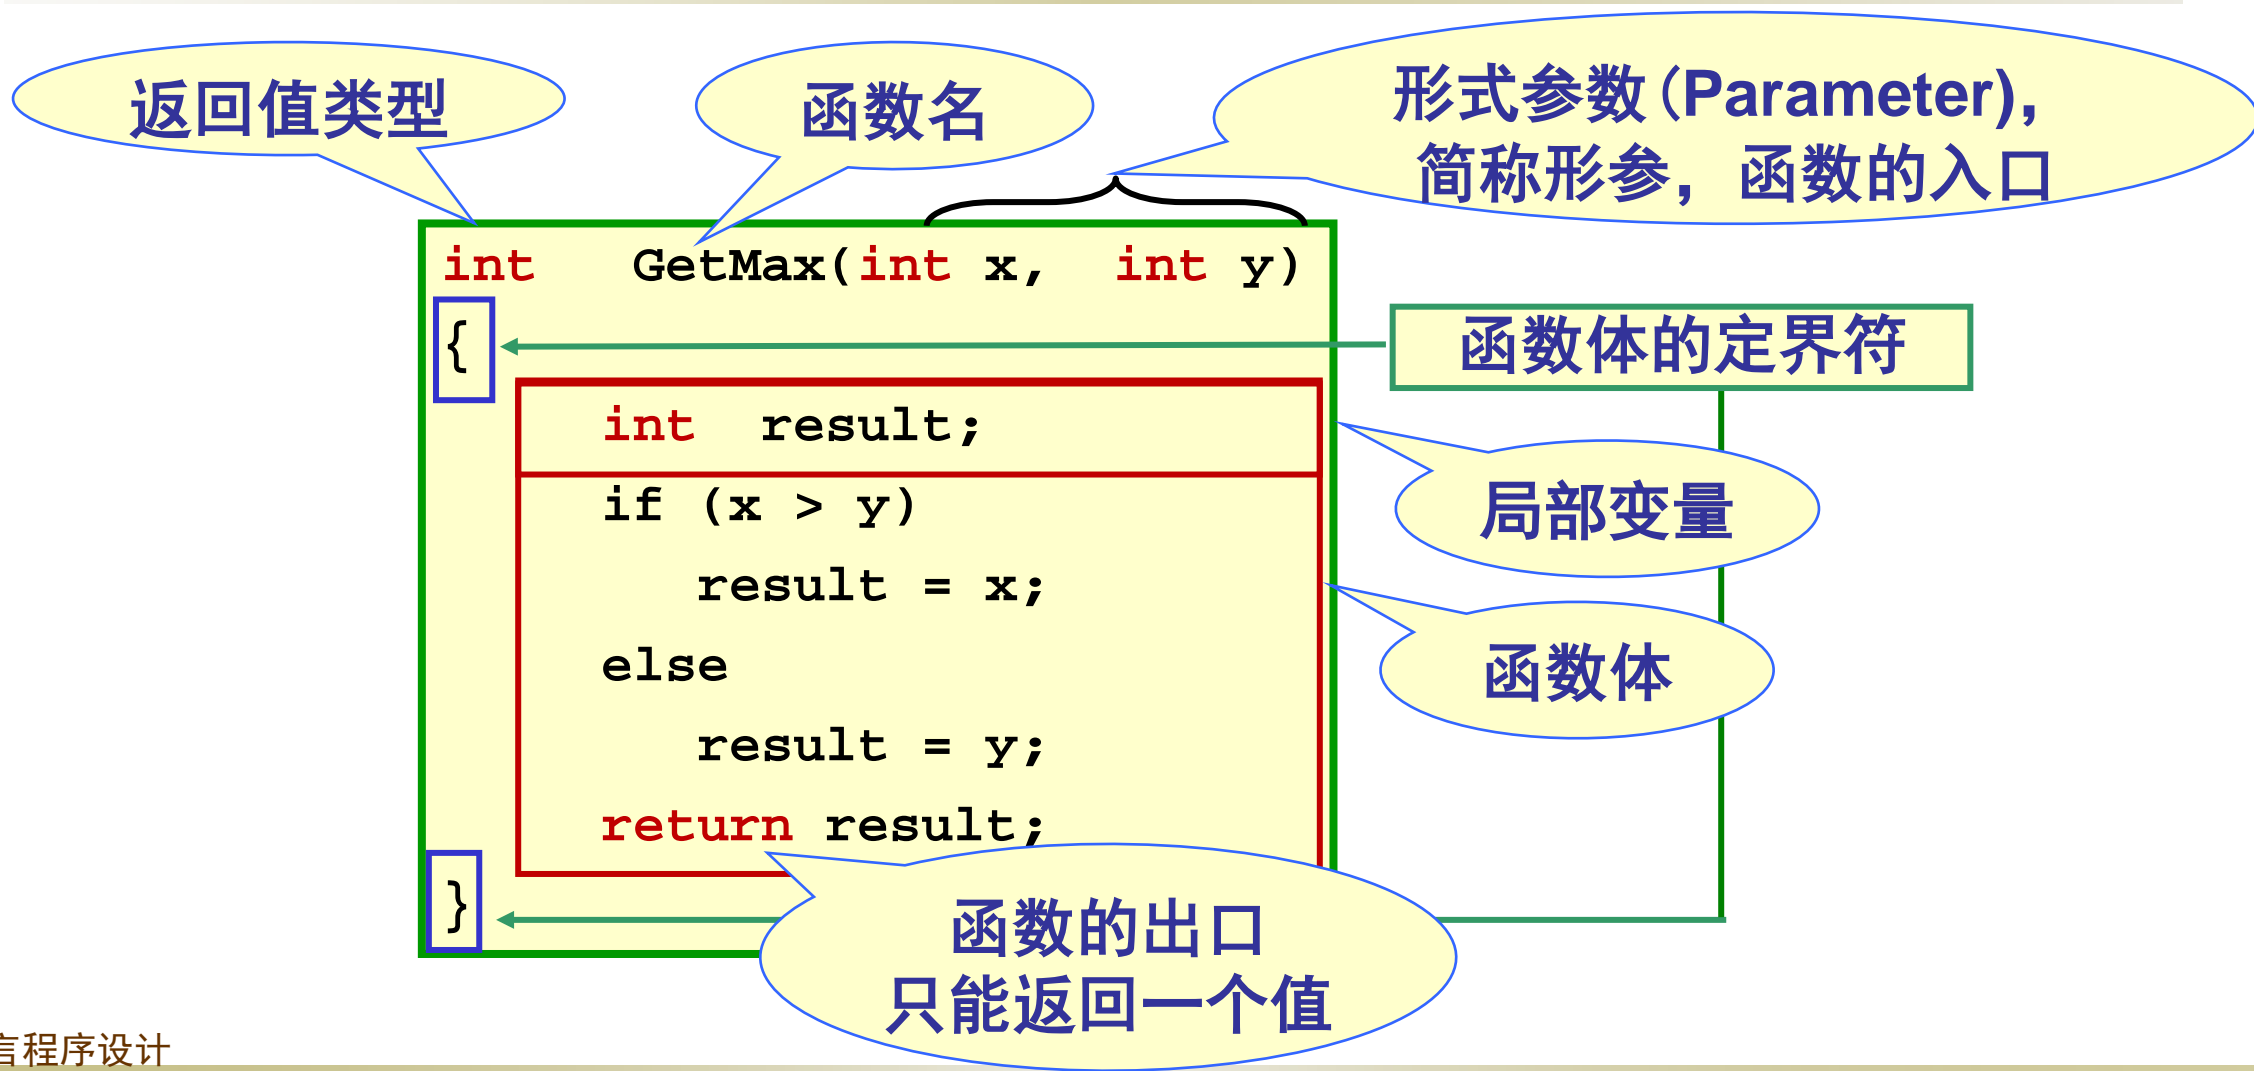 返回值类型
函数名
形式参数(Parameter),
简称形参，函数的入口
int GetMax(int x, int y)
{
函数体的定界符
int result;
局部变量
if (x > y)
result = x;
函数体
else
result = y;
return result;
}
函数的出口
只能返回一个值
言程序设计